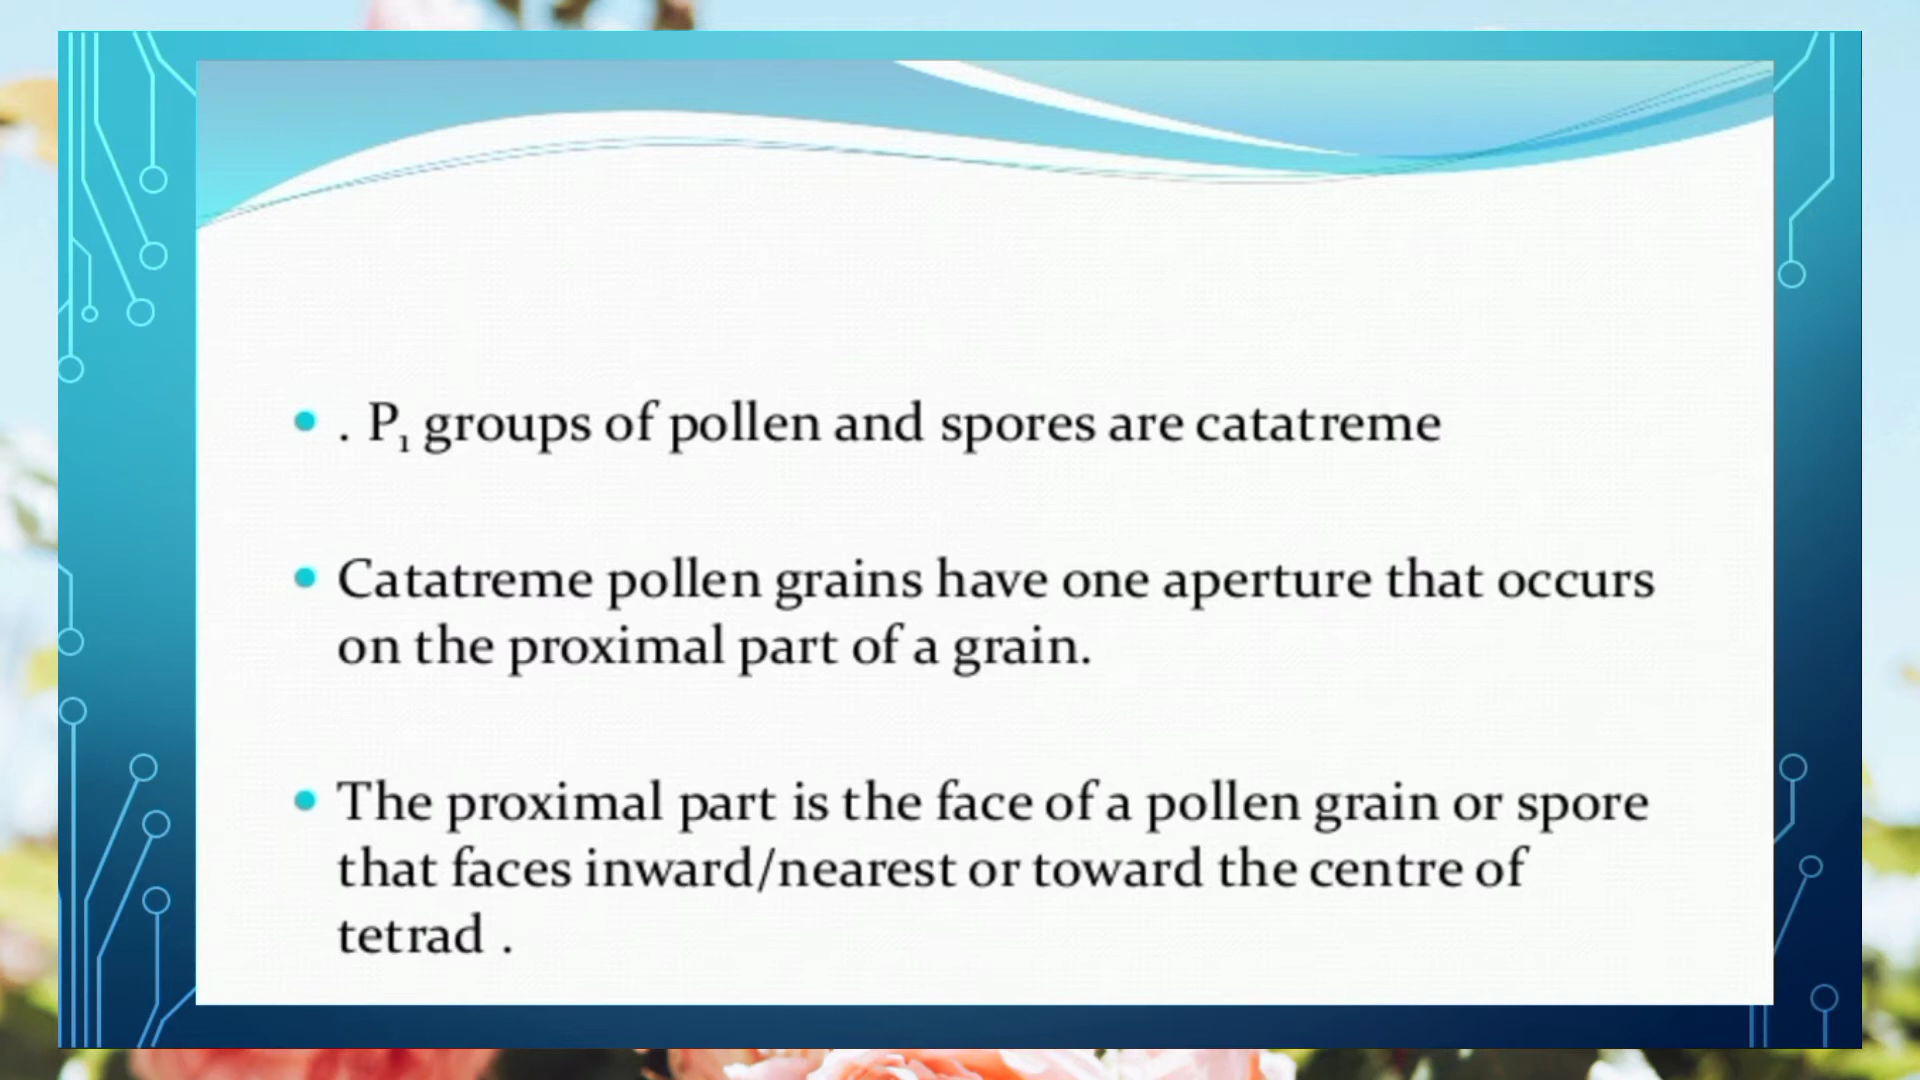 . P₁ groups of pollen and spores are catatreme
Catatreme pollen grains have one aperture that occurs
on the proximal part of a grain.
The proximal part is the face of a pollen grain or spore
that faces inward/nearest or toward the centre of
tetrad .